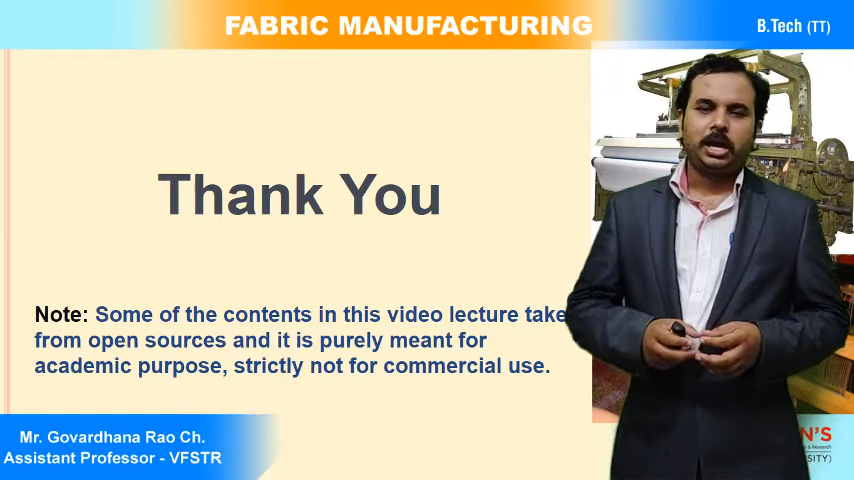 FABRIC MANUFACTURING
B.Tech (TT)
Thank You
Note: Some of the contents in this video lecture take
from open sources and it is purely meant for
academic purpose, strictly not for commercial use.
Mr. Govardhana Rao Ch.
Assistant Professor - VFSTR
N'S
& Research
SITY)